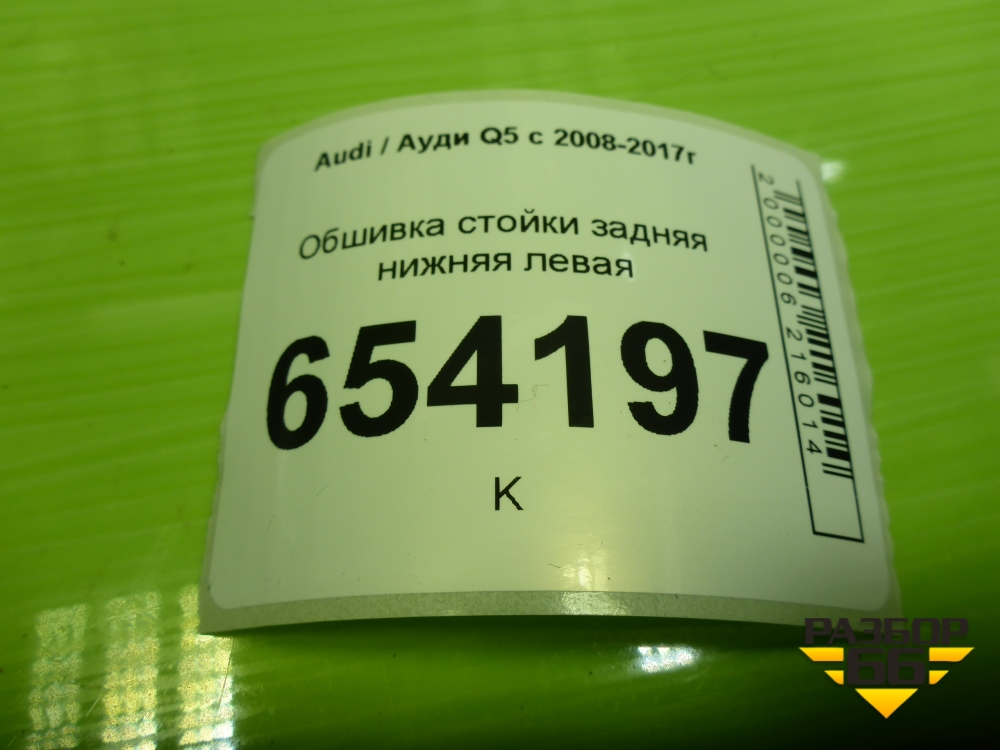 Audi / Ауди Q5 с 2008-2017г
Обшивка стойки задняя
нижняя левая
654197
К
2000006216014
РАЗБОР
66